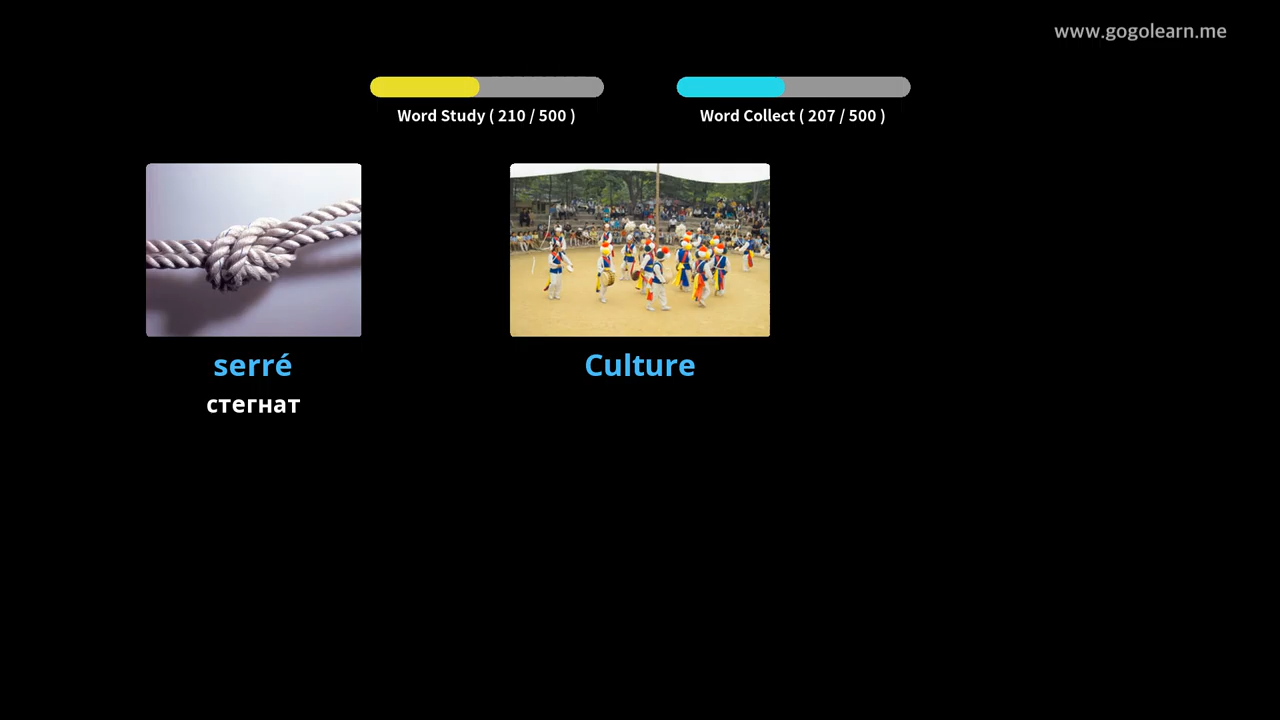 www.gogolearn.me
Word Study ( 210 / 500 )
Word Collect ( 207 / 500 )
serré
Culture
стегнат